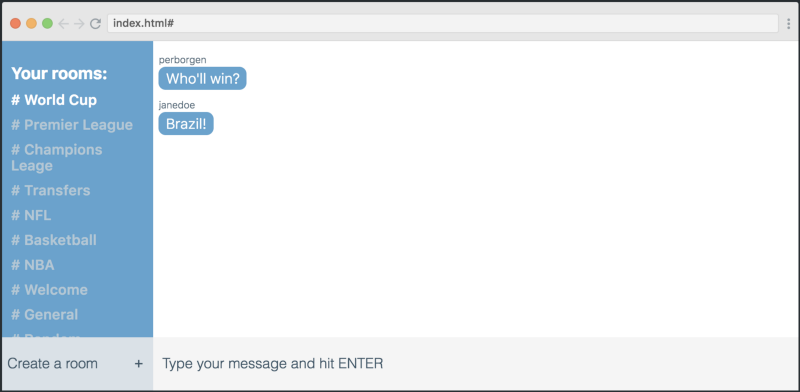 index.html#
Your rooms:
# World Cup
# Premier League
# Champions
Leage
# Transfers
# NFL
# Basketball
# NBA
# Welcome
# General
Create a room +
perborgen
Who'll win?
janedoe
Brazil!
Type your message and hit ENTER